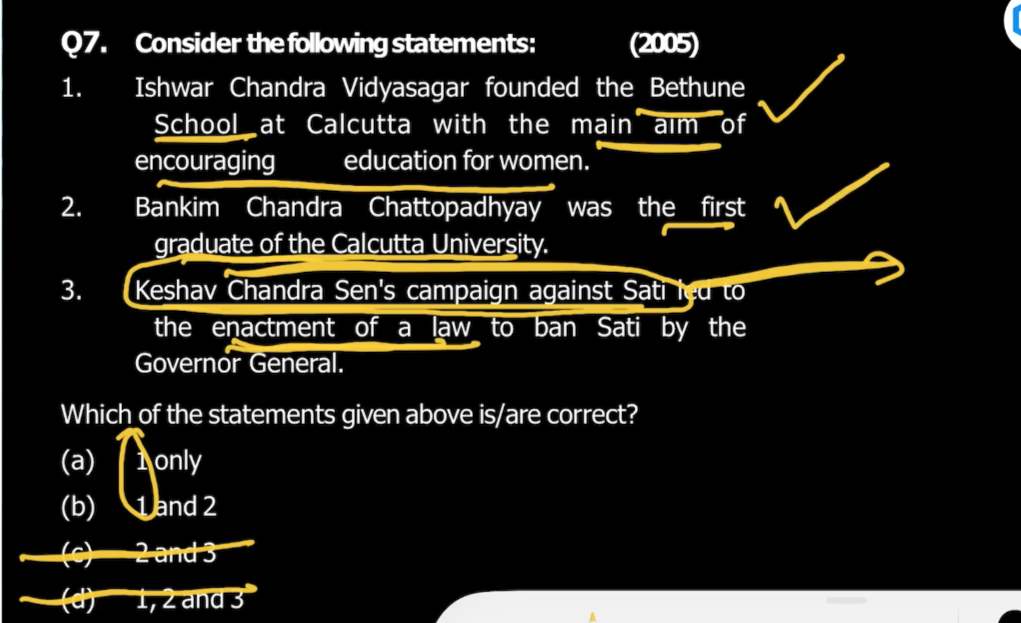 Q7. Consider the following statements: (2005)
1. Ishwar Chandra Vidyasagar founded the Bethune
School at Calcutta with the main aim of
encouraging education for women.
2. Bankim Chandra Chattopadhyay was the first
graduate of the Calcutta University.
3. Keshav Chandra Sen's campaign against Sati led to
the enactment of a law to ban Sati by the
Governor General.
Which of the statements given above is/are correct?
(a) 1 only
(b) 1 and 2
(c) 2 and 3
(d) 1, 2 and 3